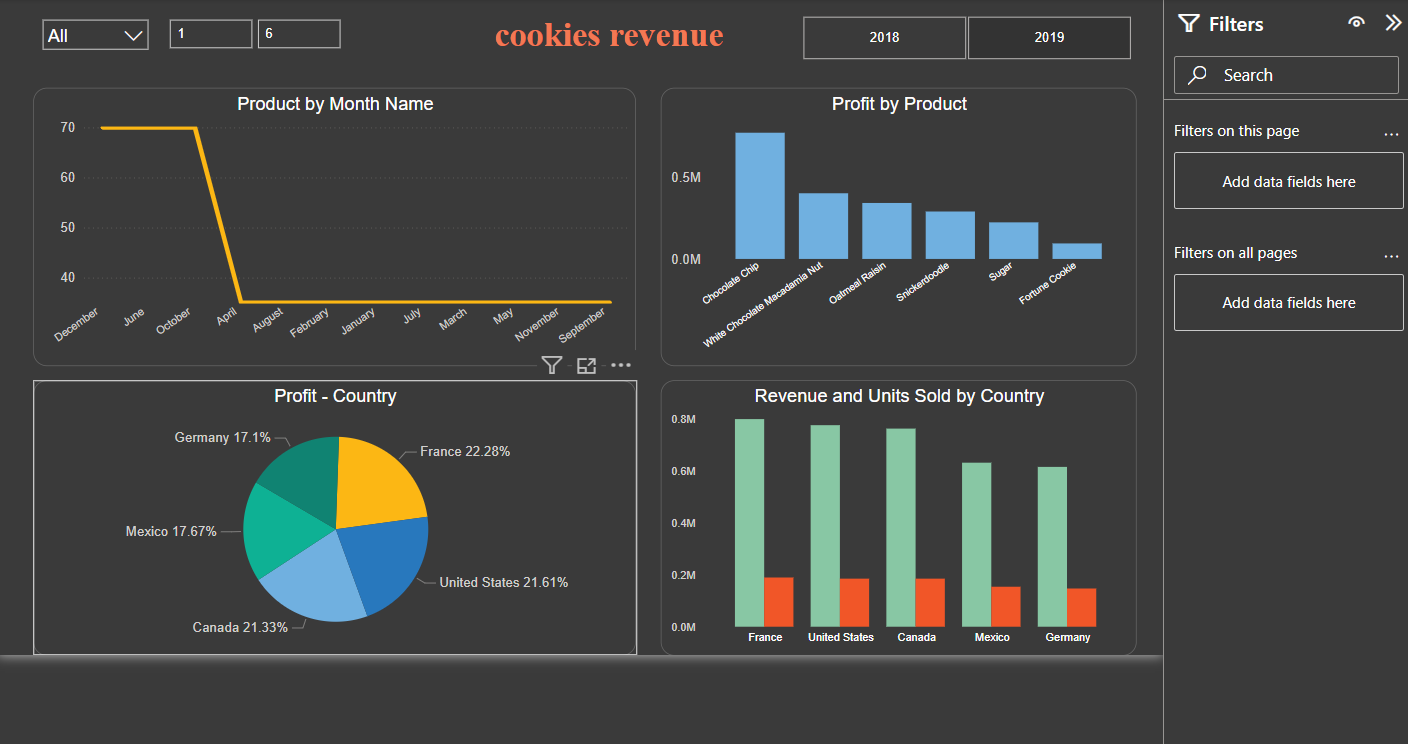 All
1
6
cookies revenue
2018
2019
Filters
Search
Filters on this page
...
Add data fields here
Filters on all pages
...
Add data fields here
Product by Month Name
70
60
50
40
December
June
October
April
August
February
January
July
March
May
November
September
Profit by Product
0.5M
0.0M
Chocolate Chip
White Chocolate Macadamia Nut
Oatmeal Raisin
Snickerdoodle
Sugar
Fortune Cookie
Profit - Country
Germany 17.1%
France 22.28%
Mexico 17.67%
United States 21.61%
Canada 21.33%
Revenue and Units Sold by Country
0.8M
0.6M
0.4M
0.2M
0.0M
France
United States
Canada
Mexico
Germany